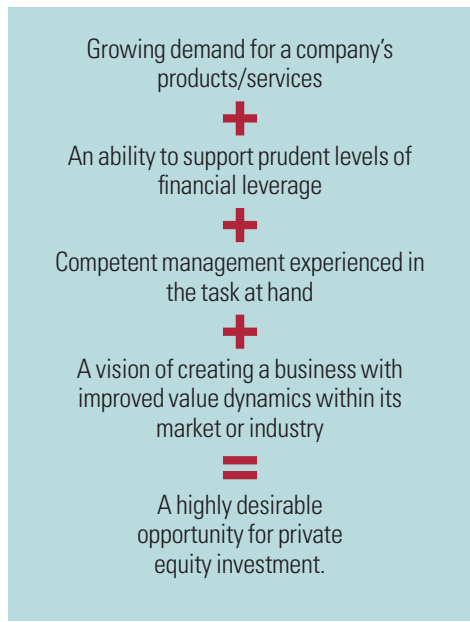 Growing demand for a company's
products/services
+
An ability to support prudent levels of
financial leverage
+
Competent management experienced in
the task at hand
+
A vision of creating a business with
improved value dynamics within its
market or industry
=
A highly desirable
opportunity for private
equity investment.